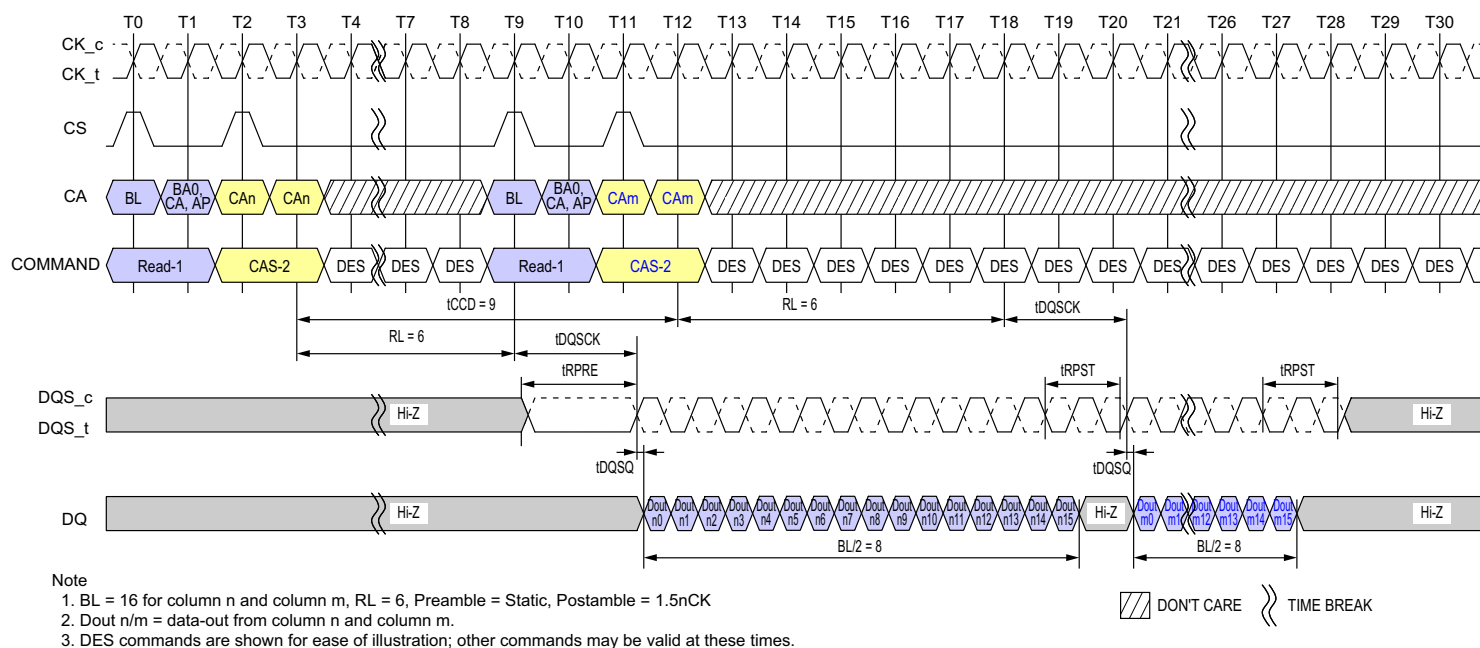 T0 T1 T2 T3 T4 T7 T8 T9 T10 T11 T12 T13 T14 T15 T16 T17 T18 T19 T20 T21 T26 T27 T28 T29 T30
CK_c
CK_t
CS
CA BL BA0, CA, AP CAn CAn BL BA0, CA, AP CAm CAm
COMMAND Read-1 CAS-2 DES DES DES Read-1 CAS-2 DES DES DES DES DES DES DES DES DES DES DES DES DES DES
tCCD = 9 RL = 6 tDQSCK
RL = 6 tDQSCK
tRPRE tRPST tRPST
DQS_c
DQS_t
Hi-Z Hi-Z
tDQSQ tDQSQ
DQ Hi-Z Dout n0 Dout n1 Dout n2 Dout n3 Dout n4 Dout n5 Dout n6 Dout n7 Dout n8 Dout n9 Dout n10 Dout n11 Dout n12 Dout n13 Dout n14 Dout n15 Hi-Z Dout m0 Dout m1 Dout m12 Dout m13 Dout m14 Dout m15 Hi-Z
BL/2 = 8 BL/2 = 8
Note
1. BL = 16 for column n and column m, RL = 6, Preamble = Static, Postamble = 1.5nCK
2. Dout n/m = data-out from column n and column m.
3. DES commands are shown for ease of illustration; other commands may be valid at these times.
DON'T CARE TIME BREAK